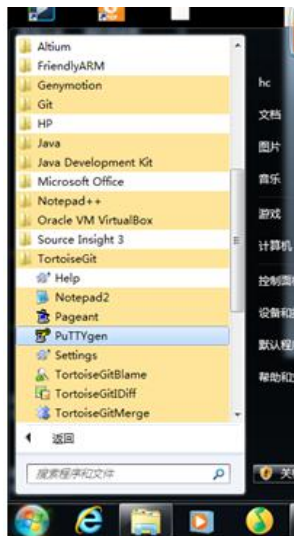 Altium
FriendlyARM
Genymotion
Git
HP
Java
Java Development Kit
Microsoft Office
Notepad++
Oracle VM VirtualBox
Source Insight 3
TortoiseGit
Help
Notepad2
Pageant
PuTTYgen
Settings
TortoiseGitBlame
TortoiseGitIDiff
TortoiseGitMerge
返回
搜索程序和文件
hc
文档
图片
音乐
游戏
计算机
控制面
设备和
默认程
帮助和
关